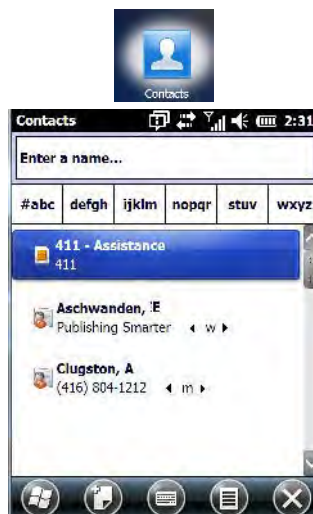 Contacts
Contacts 2:31
Enter a name...
#abc defgh ijklm nopqr stuv wxyz
411 - Assistance
411
Aschwanden, E
Publishing Smarter w
Clugston, A
(416) 804-1212 m